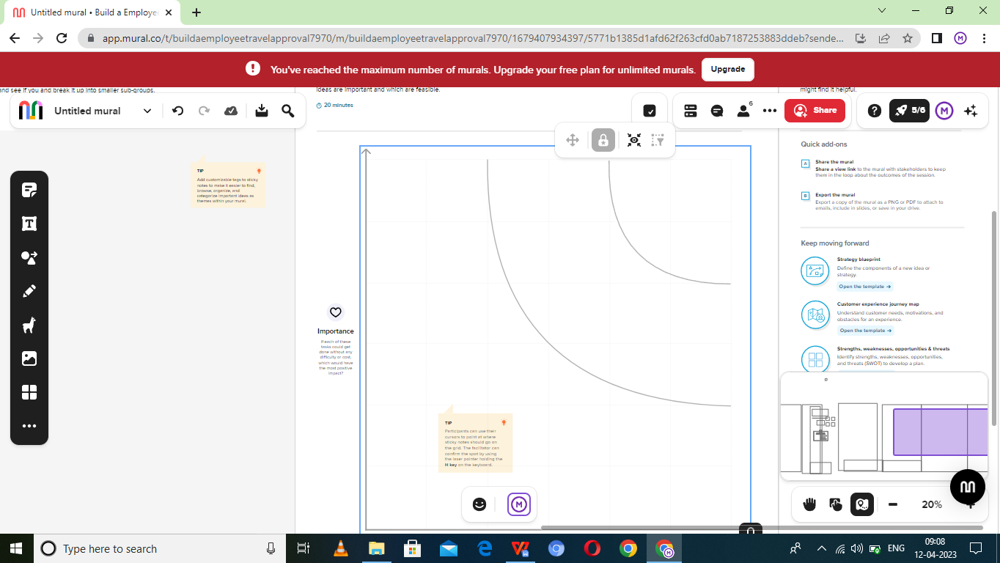 Untitled mural • Build a Employee
app.mural.co/t/buildaemployeetravelapproval7970/m/buildaemployeetravelapproval7970/1679407934397/5771b1385d1afd62f263cfd0ab7187253883ddeb?sende...
M
You've reached the maximum number of murals. Upgrade your free plan for unlimited murals.
Upgrade
and see if you and break it up into smaller sub-groups.
ideas are important and which are feasible.
might find it helpful.
Untitled mural
20 minutes
6
Share
5/6
M
TIP
Add customizable tags to sticky
notes to make it easier to find,
browse, organize, and
categorize important ideas as
themes within your mural.
Importance
If each of these
tasks could get
done without any
difficulty or cost,
which would have
the most positive
impact?
TIP
Participants can use their
cursors to point at where
sticky notes should go on
the grid. The facilitator can
confirm the spot by using
the laser pointer holding the
H key on the keyboard.
Quick add-ons
A
Share the mural
Share a view link to the mural with stakeholders to keep
them in the loop about the outcomes of the session.
B
Export the mural
Export a copy of the mural as a PNG or PDF to attach to
emails, include in slides, or save in your drive.
Keep moving forward
Strategy blueprint
Define the components of a new idea or
strategy.
Open the template →
Customer experience journey map
Understand customer needs, motivations, and
obstacles for an experience.
Open the template →
Strengths, weaknesses, opportunities & threats
Identify strengths, weaknesses, opportunities,
and threats (SWOT) to develop a plan.
M
20%
Type here to search
ENG
09:08
12-04-2023